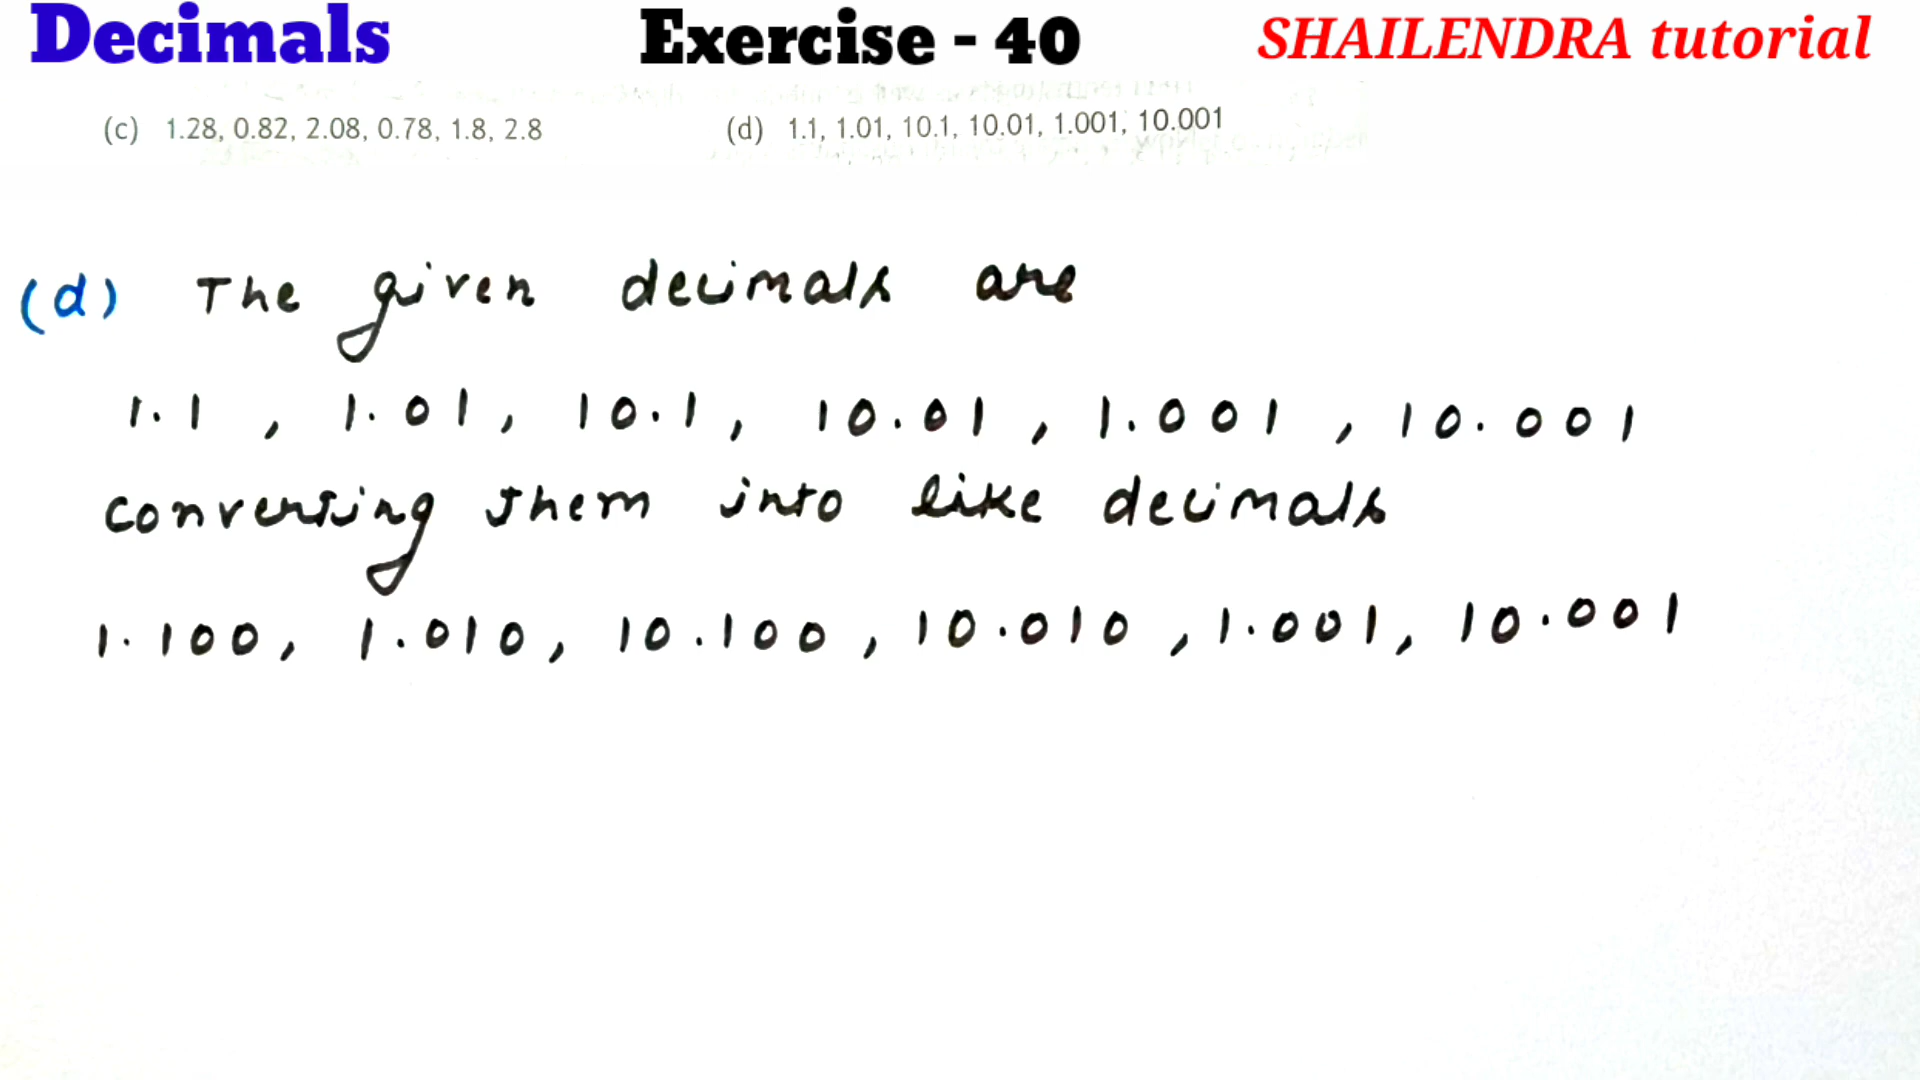 Decimals Exercise - 40 SHAILENDRA tutorial
(c) 1.28, 0.82, 2.08, 0.78, 1.8, 2.8 (d) 1.1, 1.01, 10.1, 10.01, 1.001, 10.001
(d) The given decimals are
1.1 , 1.01, 10.1, 10.01 , 1.001 , 10.001
converting them into like decimals
1.100, 1.010, 10.100, 10.010, 1.001, 10.001